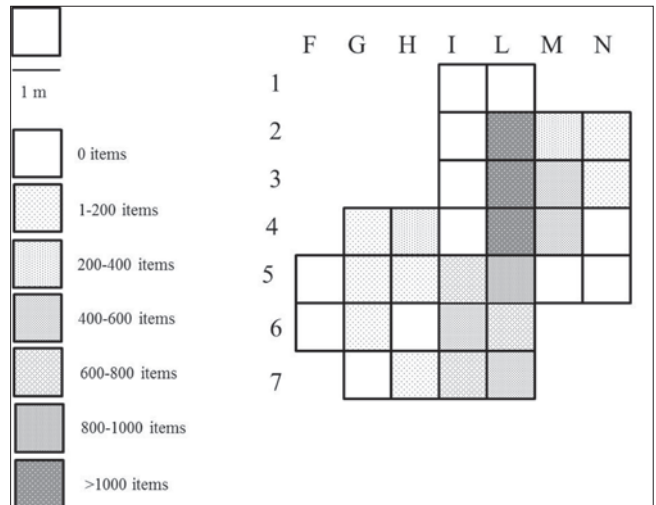 F G H I L M N
1
1 m
2
0 items
3
1-200 items
4
200-400 items
5
400-600 items
6
600-800 items
7
800-1000 items
>1000 items